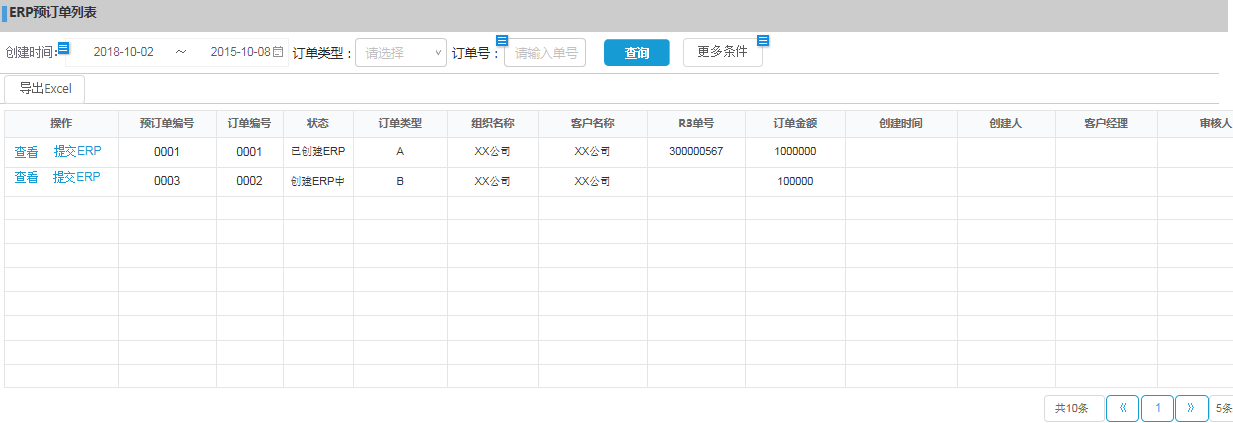 ERP预订单列表
创建时间: 2018-10-02 ～ 2015-10-08 订单类型： 请选择 订单号： 请输入单号 查询 更多条件
导出Excel
操作 预订单编号 订单编号 状态 订单类型 组织名称 客户名称 R3单号 订单金额 创建时间 创建人 客户经理 审核人
查看 提交ERP 0001 0001 已创建ERP A XX公司 XX公司 300000567 1000000
查看 提交ERP 0003 0002 创建ERP中 B XX公司 XX公司 100000
共10条 《 1 》 5条